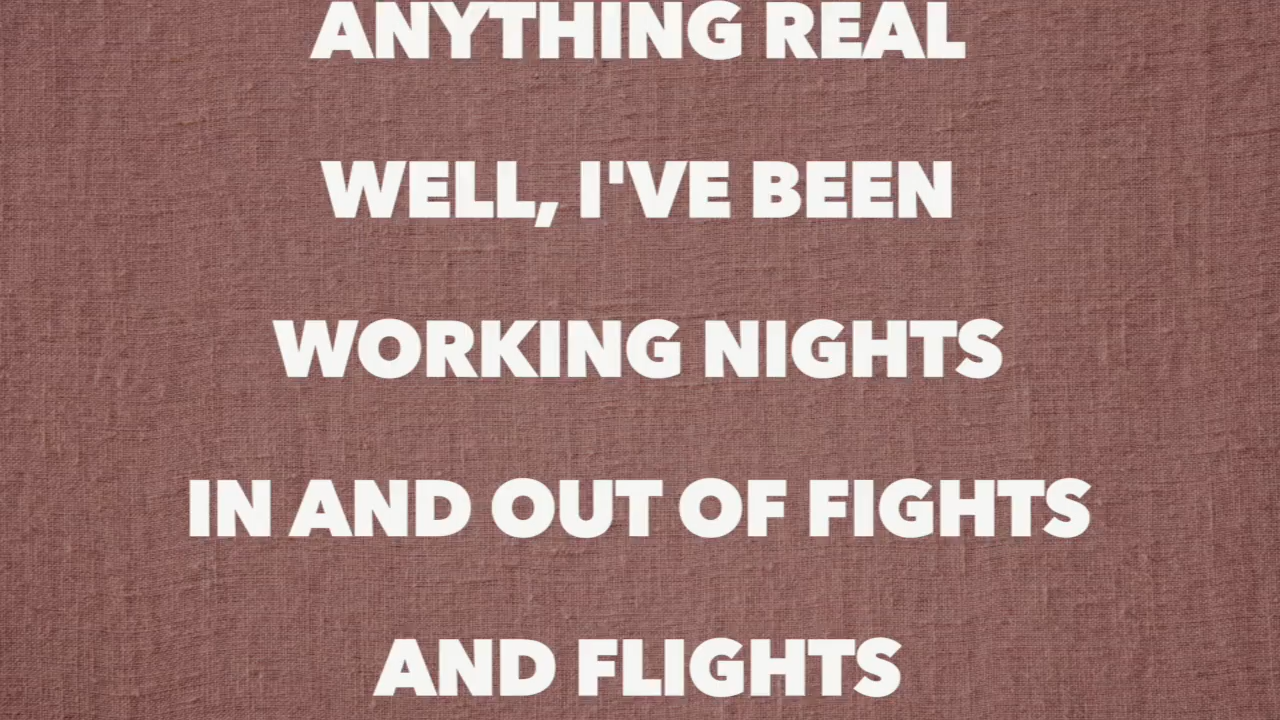 ANYTHING REAL
WELL, I'VE BEEN
WORKING NIGHTS
IN AND OUT OF FIGHTS
AND FLIGHTS